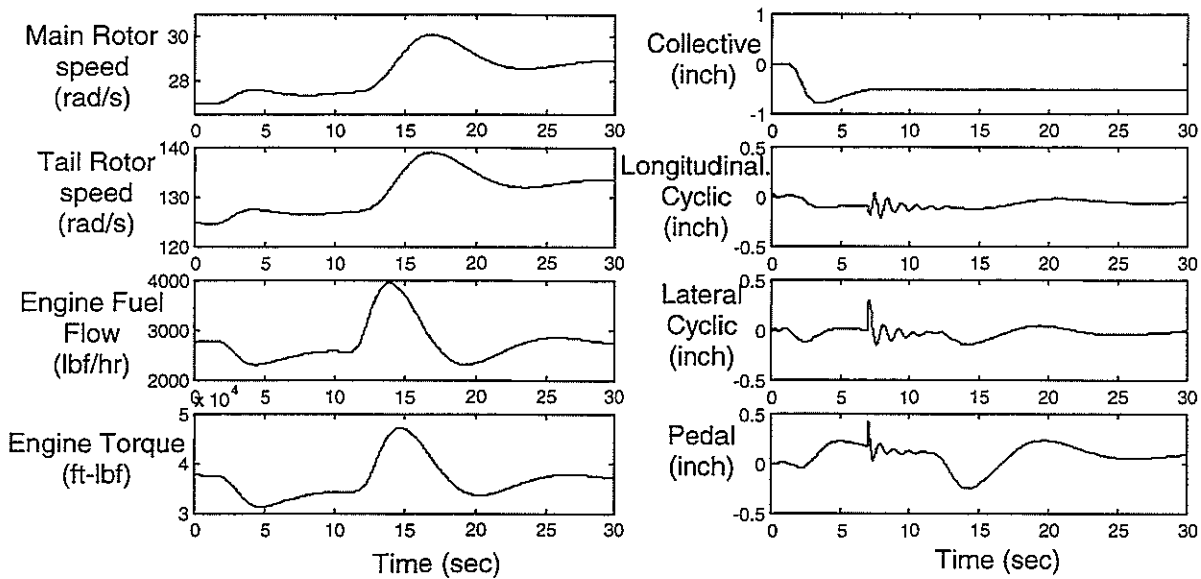 Main Rotor
speed
(rad/s)
30
28
0 5 10 15 20 25 30
Tail Rotor
speed
(rad/s)
140
130
120
0 5 10 15 20 25 30
Engine Fuel
Flow
(lbf/hr)
4000
3000
2000
0 5 10 15 20 25 30
x 10^4
Engine Torque
(ft-lbf)
5
4
3
0 5 10 15 20 25 30
Time (sec)
Collective
(inch)
1
0
-1
0 5 10 15 20 25 30
Longitudinal
Cyclic
(inch)
0.5
0
-0.5
0 5 10 15 20 25 30
Lateral
Cyclic
(inch)
0.5
0
-0.5
0 5 10 15 20 25 30
Pedal
(inch)
0.5
0
-0.5
0 5 10 15 20 25 30
Time (sec)